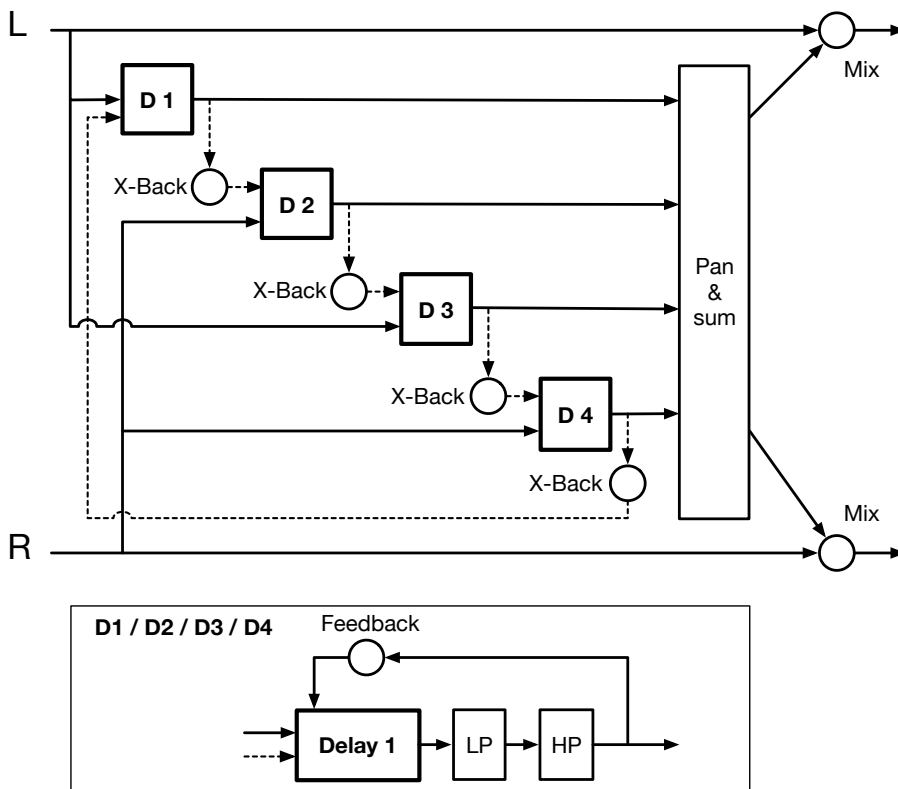 L
Mix
D 1
X-Back
D 2
Pan
&
sum
X-Back
D 3
X-Back
D 4
X-Back
Mix
R
D1 / D2 / D3 / D4
Feedback
Delay 1
LP
HP